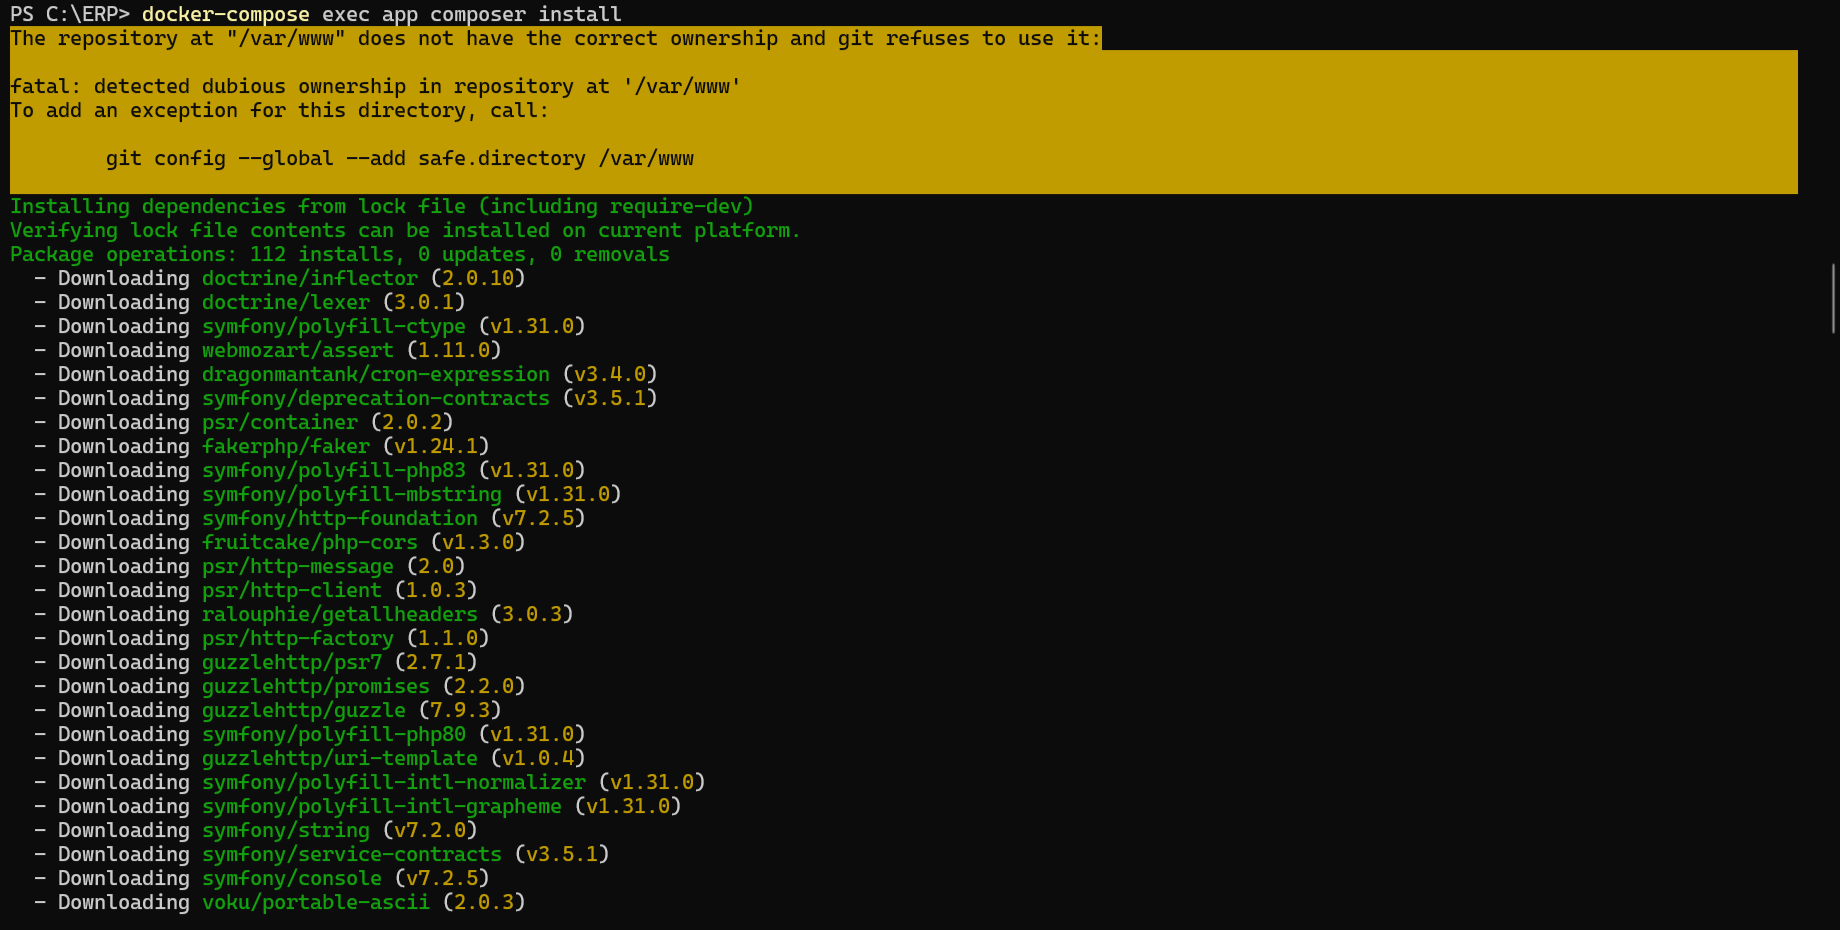 PS C:\ERP> docker-compose exec app composer install
The repository at "/var/www" does not have the correct ownership and git refuses to use it:
fatal: detected dubious ownership in repository at '/var/www'
To add an exception for this directory, call:
git config --global --add safe.directory /var/www
Installing dependencies from lock file (including require-dev)
Verifying lock file contents can be installed on current platform.
Package operations: 112 installs, 0 updates, 0 removals
- Downloading doctrine/inflector (2.0.10)
- Downloading doctrine/lexer (3.0.1)
- Downloading symfony/polyfill-ctype (v1.31.0)
- Downloading webmozart/assert (1.11.0)
- Downloading dragonmantank/cron-expression (v3.4.0)
- Downloading symfony/deprecation-contracts (v3.5.1)
- Downloading psr/container (2.0.2)
- Downloading fakerphp/faker (v1.24.1)
- Downloading symfony/polyfill-php83 (v1.31.0)
- Downloading symfony/polyfill-mbstring (v1.31.0)
- Downloading symfony/http-foundation (v7.2.5)
- Downloading fruitcake/php-cors (v1.3.0)
- Downloading psr/http-message (2.0)
- Downloading psr/http-client (1.0.3)
- Downloading ralouphie/getallheaders (3.0.3)
- Downloading psr/http-factory (1.1.0)
- Downloading guzzlehttp/psr7 (2.7.1)
- Downloading guzzlehttp/promises (2.2.0)
- Downloading guzzlehttp/guzzle (7.9.3)
- Downloading symfony/polyfill-php80 (v1.31.0)
- Downloading guzzlehttp/uri-template (v1.0.4)
- Downloading symfony/polyfill-intl-normalizer (v1.31.0)
- Downloading symfony/polyfill-intl-grapheme (v1.31.0)
- Downloading symfony/string (v7.2.0)
- Downloading symfony/service-contracts (v3.5.1)
- Downloading symfony/console (v7.2.5)
- Downloading voku/portable-ascii (2.0.3)